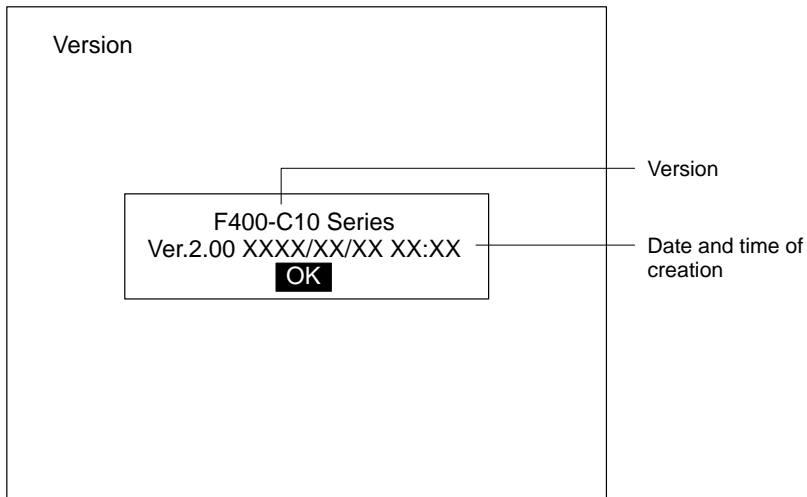 Version
Version
F400-C10 Series
Ver.2.00 XXXX/XX/XX XX:XX
OK
Date and time of
creation